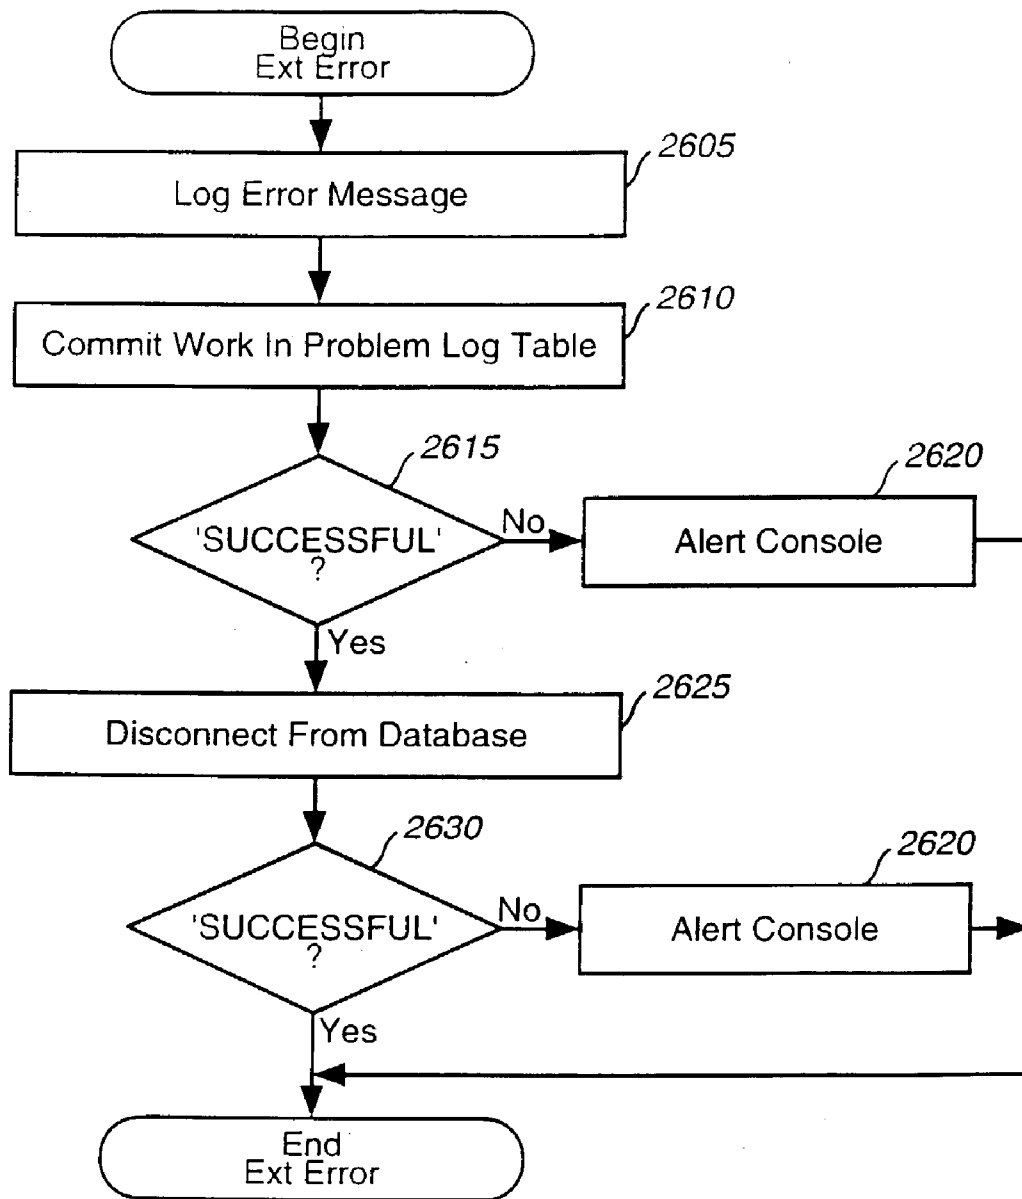 Begin
Ext Error
2605
Log Error Message
2610
Commit Work In Problem Log Table
2615
'SUCCESSFUL'
?
No
2620
Alert Console
Yes
2625
Disconnect From Database
2630
'SUCCESSFUL'
?
No
2620
Alert Console
Yes
End
Ext Error